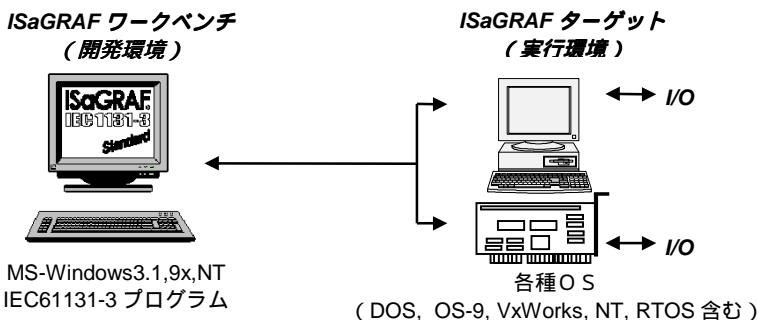 ISaGRAF ワークベンチ
（開発環境）
ISaGRAF
IEC1131-3
Standard
MS-Windows3.1,9x,NT
IEC61131-3 プログラム
ISaGRAF ターゲット
（実行環境）
I/O
I/O
各種ＯＳ
（DOS, OS-9, VxWorks, NT, RTOS 含む）